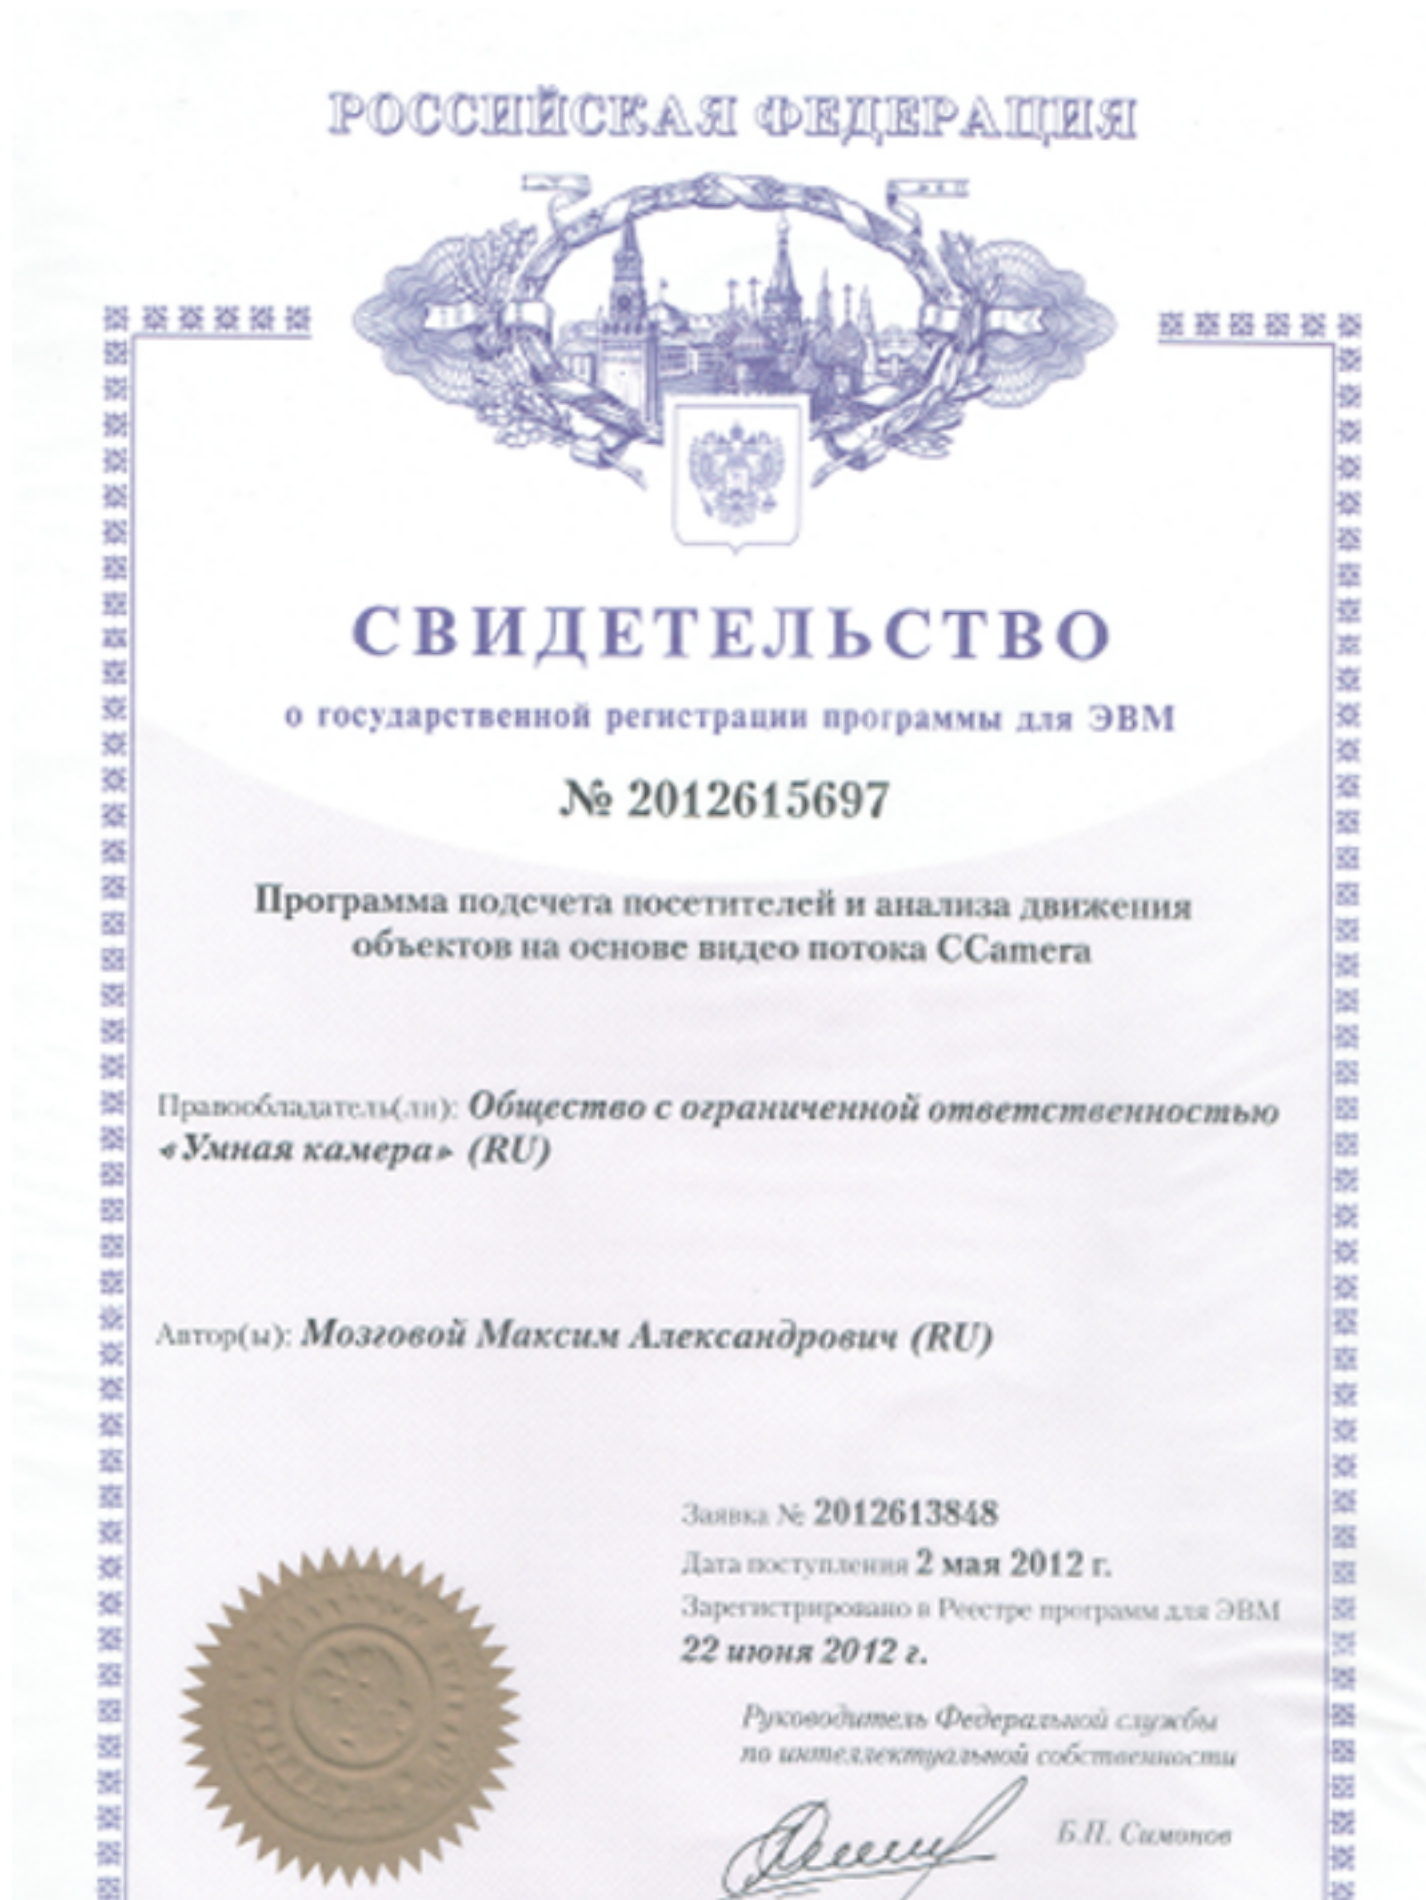 РОССИЙСКАЯ ФЕДЕРАЦИЯ
СВИДЕТЕЛЬСТВО
о государственной регистрации программы для ЭВМ
№ 2012615697
Программа подсчета посетителей и анализа движения
объектов на основе видео потока CCamera
Правообладатель(ли): Общество с ограниченной ответственностью
«Умная камера» (RU)
Автор(ы): Мозговой Максим Александрович (RU)
Заявка № 2012613848
Дата поступления 2 мая 2012 г.
Зарегистрировано в Реестре программ для ЭВМ
22 июня 2012 г.
Руководитель Федеральной службы
по интеллектуальной собственности
Б.П. Симонов